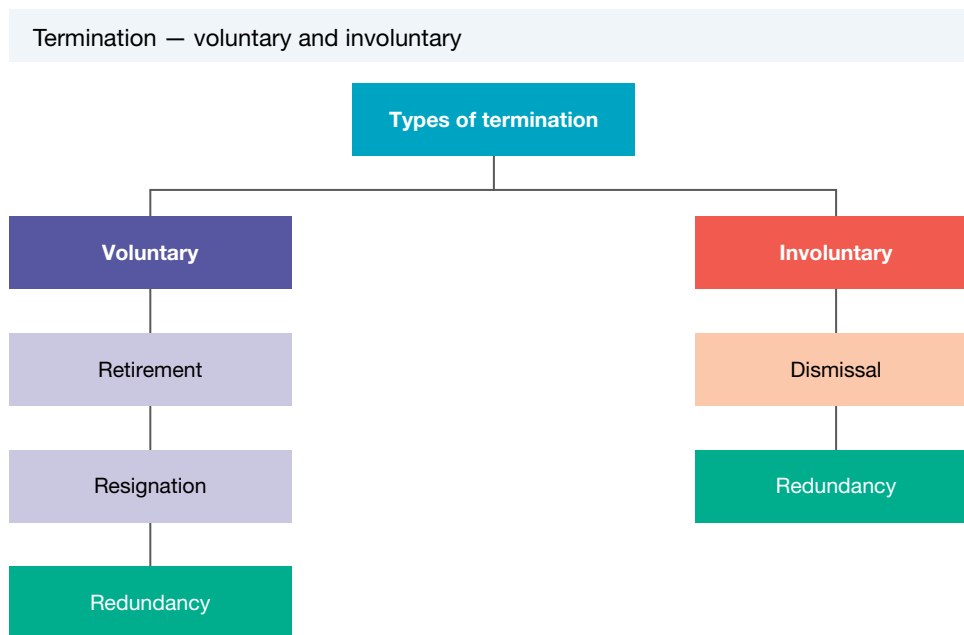 Termination — voluntary and involuntary
Types of termination
Voluntary
Involuntary
Retirement
Dismissal
Resignation
Redundancy
Redundancy